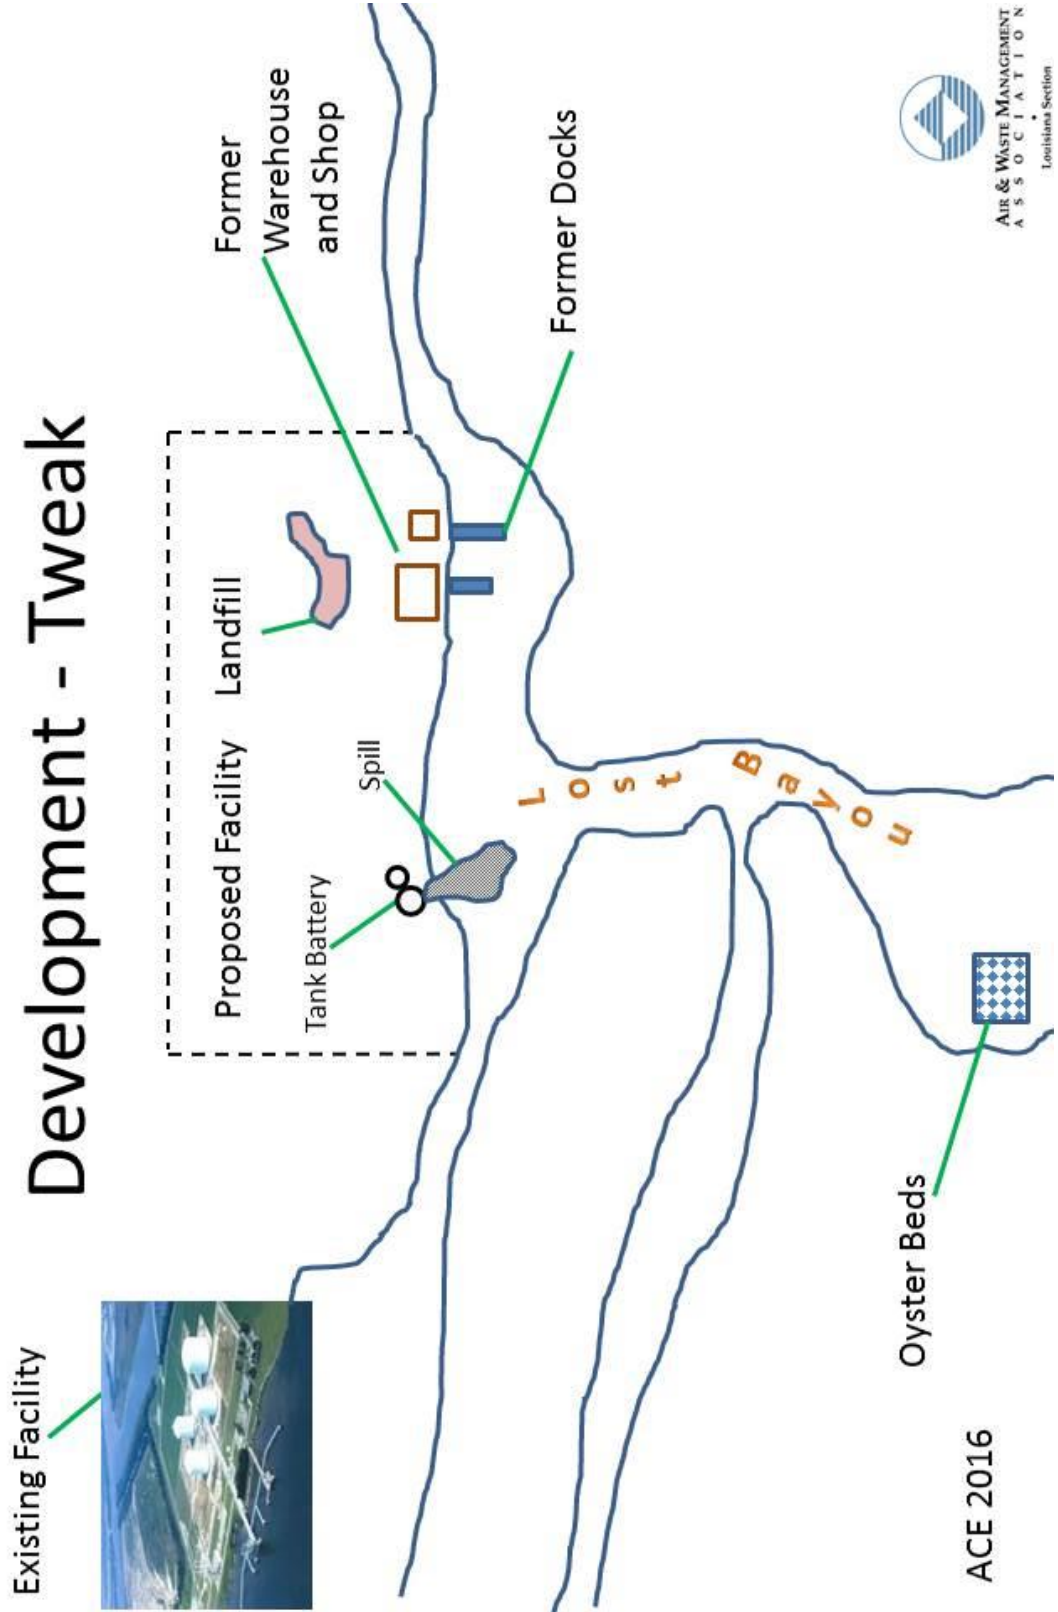 Development - Tweak
Existing Facility
Proposed Facility
Landfill
Former
Warehouse
and Shop
Tank Battery
Spill
Former Docks
Lost Bayou
Oyster Beds
ACE 2016
AIR & WASTE MANAGEMENT
ASSOCIATION
•
Louisiana Section